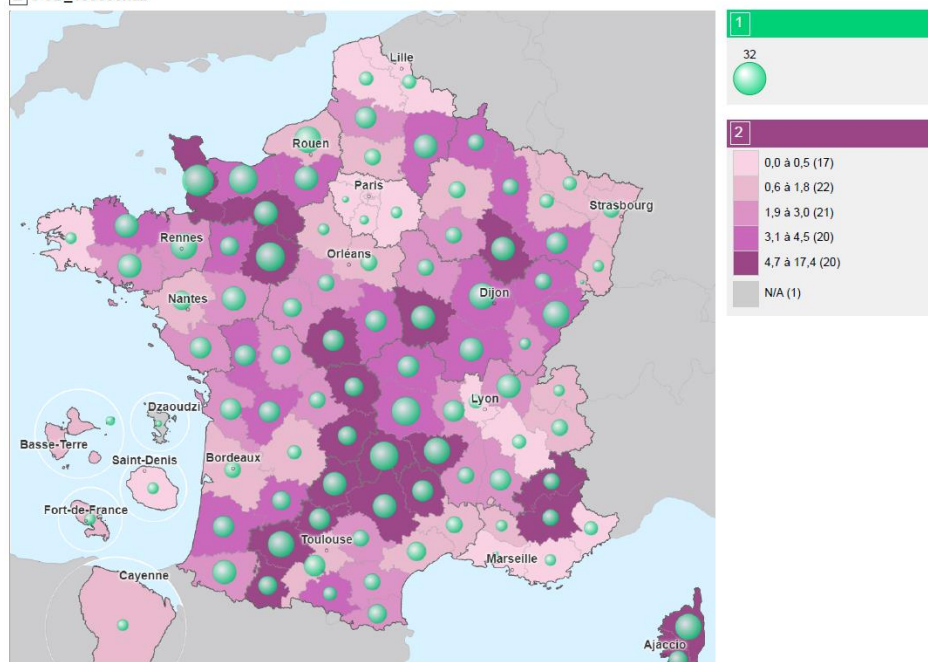 1
32
2
0,0 à 0,5 (17)
0,6 à 1,8 (22)
1,9 à 3,0 (21)
3,1 à 4,5 (20)
4,7 à 17,4 (20)
N/A (1)
Lille
Rouen
Paris
Strasbourg
Rennes
Orléans
Nantes
Dijon
Lyon
Dzaoudzi
Basse-Terre
Bordeaux
Saint-Denis
Fort-de-France
Toulouse
Marseille
Cayenne
Ajaccio